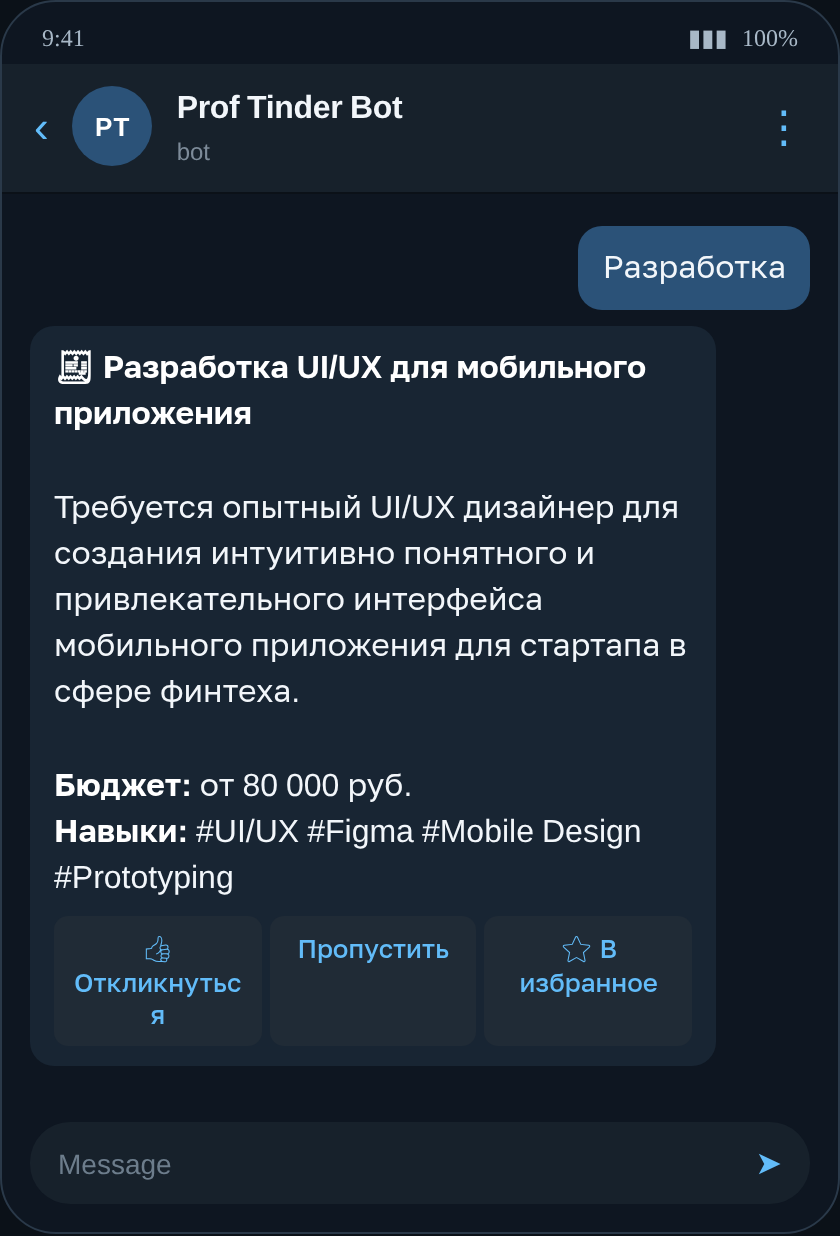 9:41 100%
‹ PT Prof Tinder Bot
bot
Разработка
🧾 Разработка UI/UX для мобильного
приложения
Требуется опытный UI/UX дизайнер для
создания интуитивно понятного и
привлекательного интерфейса
мобильного приложения для стартапа в
сфере финтеха.
Бюджет: от 80 000 руб.
Навыки: #UI/UX #Figma #Mobile Design
#Prototyping
👍
Откликнутьс
я
Пропустить
☆ В
избранное
Message